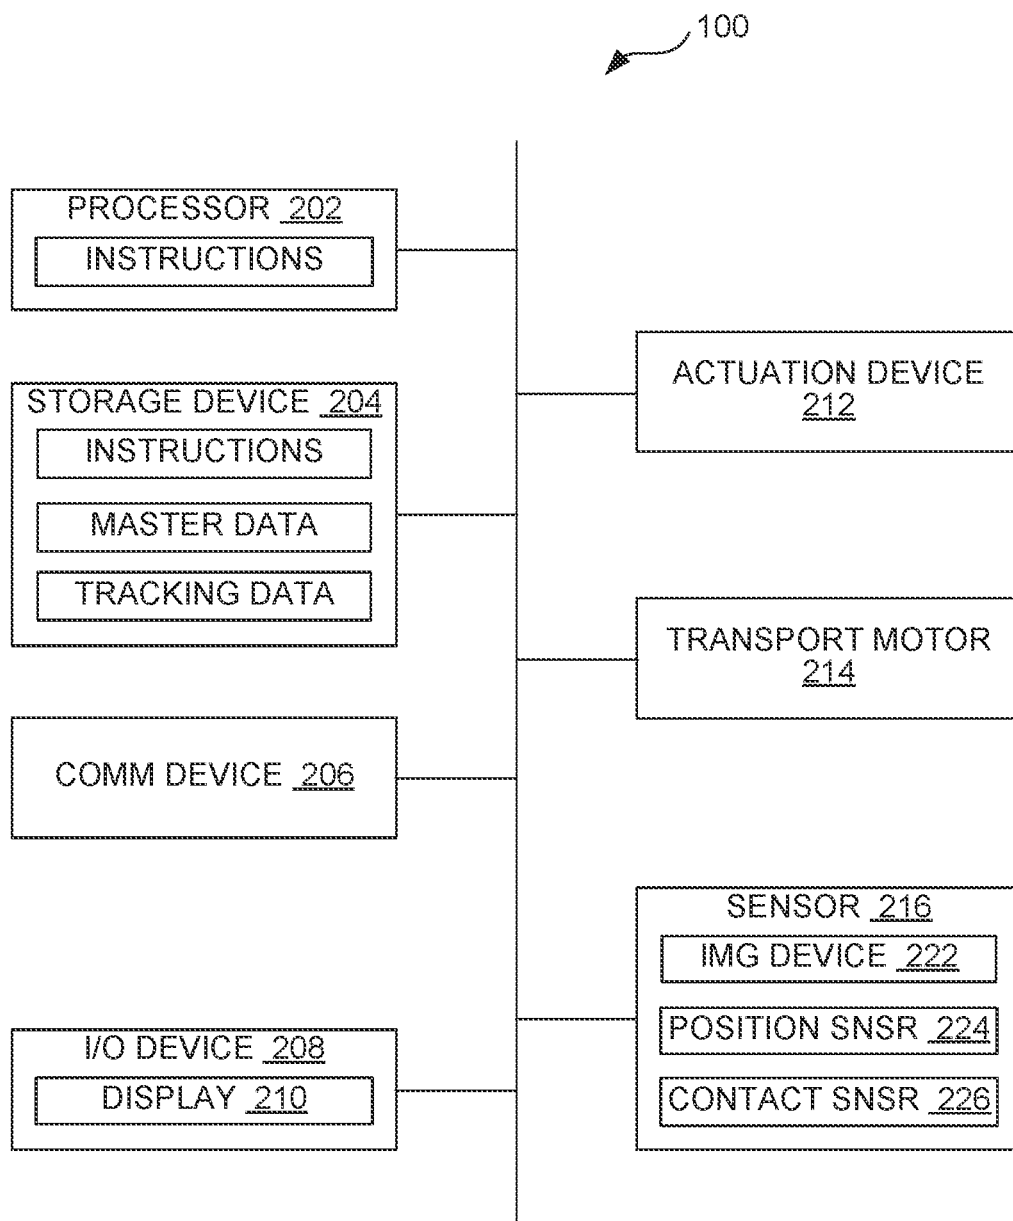 100
PROCESSOR 202
INSTRUCTIONS
STORAGE DEVICE 204
INSTRUCTIONS
MASTER DATA
TRACKING DATA
COMM DEVICE 206
I/O DEVICE 208
DISPLAY 210
ACTUATION DEVICE
212
TRANSPORT MOTOR
214
SENSOR 216
IMG DEVICE 222
POSITION SNSR 224
CONTACT SNSR 226